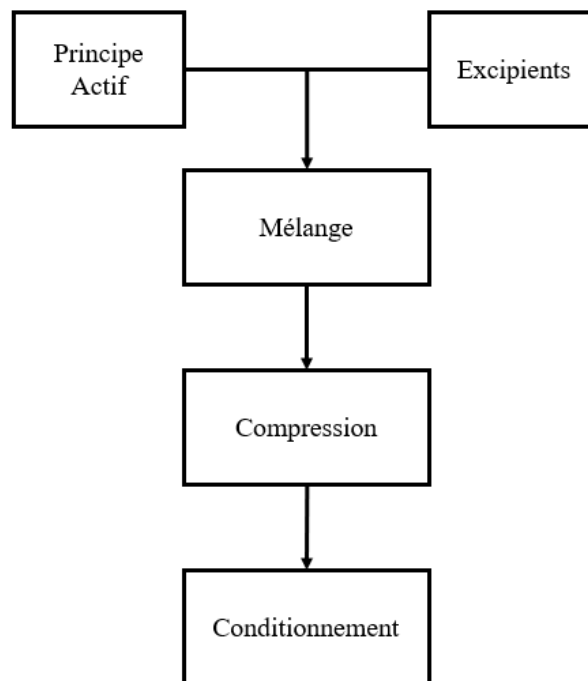 Principe
Actif
Excipients
Mélange
Compression
Conditionnement